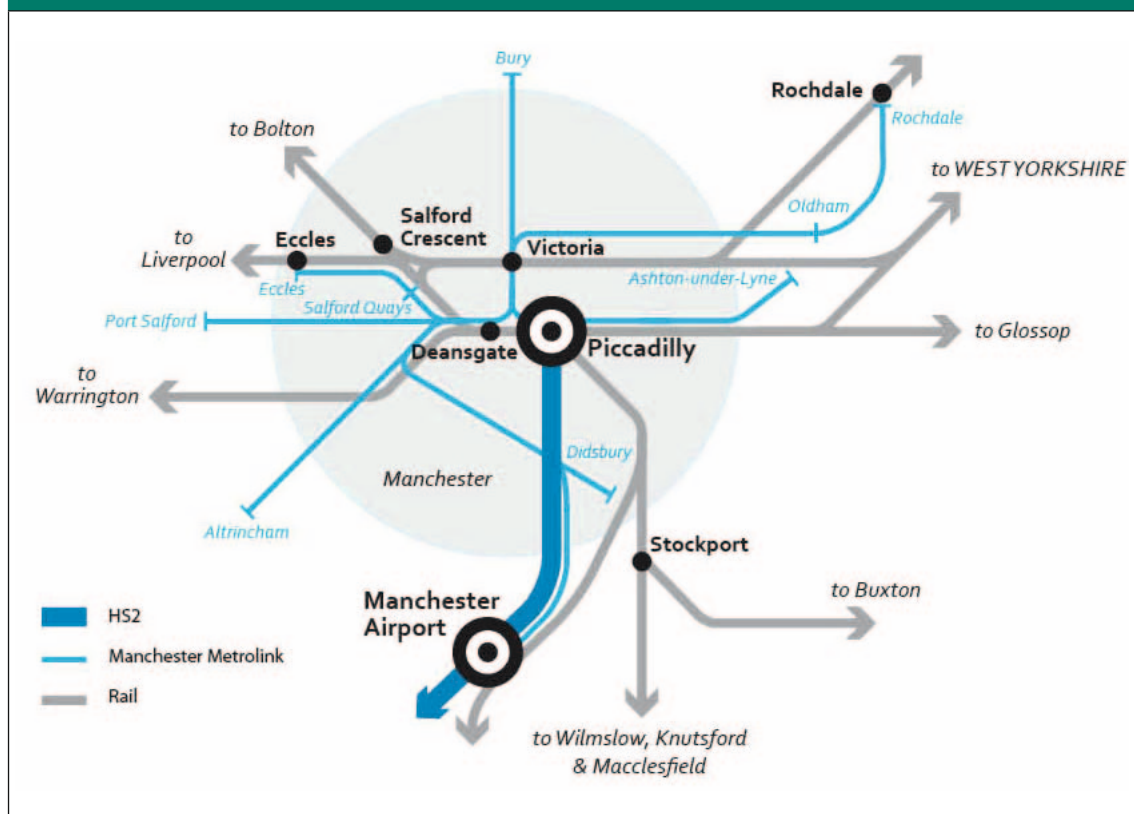 Bury
Rochdale
Rochdale
to Bolton
to WEST YORKSHIRE
Oldham
Salford
Crescent
Eccles
to
Liverpool
Victoria
Eccles
Ashton-under-Lyne
Salford Quays
Port Salford
Deansgate
Piccadilly
to Glossop
to
Warrington
Didsbury
Manchester
Altrincham
Stockport
to Buxton
Manchester
Airport
HS2
Manchester Metrolink
Rail
to Wilmslow, Knutsford
& Macclesfield